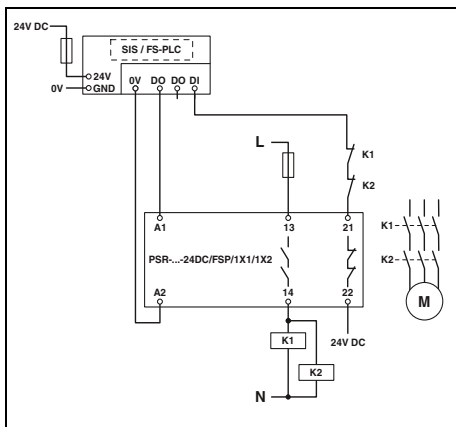 24V DC
SIS / FS-PLC
24V
0V
GND
0V DO DO DI
L
K1
K2
A1
13
21
PSR-...-24DC/FSP/1X1/1X2
K1
K2
M
A2
14
22
K1
24V DC
K2
N